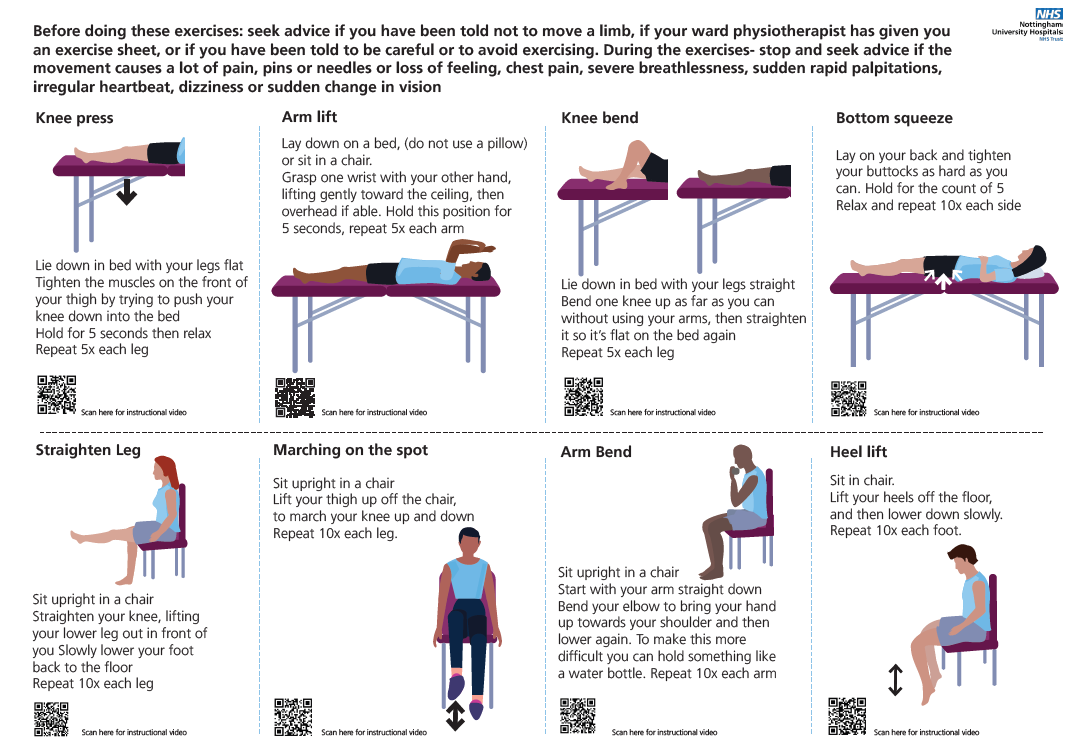 NHS
Nottingham
University Hospitals
NHS Trust
Before doing these exercises: seek advice if you have been told not to move a limb, if your ward physiotherapist has given you
an exercise sheet, or if you have been told to be careful or to avoid exercising. During the exercises- stop and seek advice if the
movement causes a lot of pain, pins or needles or loss of feeling, chest pain, severe breathlessness, sudden rapid palpitations,
irregular heartbeat, dizziness or sudden change in vision
Knee press
Lie down in bed with your legs flat
Tighten the muscles on the front of
your thigh by trying to push your
knee down into the bed
Hold for 5 seconds then relax
Repeat 5x each leg
Scan here for instructional video
Arm lift
Lay down on a bed, (do not use a pillow)
or sit in a chair.
Grasp one wrist with your other hand,
lifting gently toward the ceiling, then
overhead if able. Hold this position for
5 seconds, repeat 5x each arm
Scan here for instructional video
Knee bend
Lie down in bed with your legs straight
Bend one knee up as far as you can
without using your arms, then straighten
it so it's flat on the bed again
Repeat 5x each leg
Scan here for instructional video
Bottom squeeze
Lay on your back and tighten
your buttocks as hard as you
can. Hold for the count of 5
Relax and repeat 10x each side
Scan here for instructional video
Straighten Leg
Sit upright in a chair
Straighten your knee, lifting
your lower leg out in front of
you Slowly lower your foot
back to the floor
Repeat 10x each leg
Scan here for instructional video
Marching on the spot
Sit upright in a chair
Lift your thigh up off the chair,
to march your knee up and down
Repeat 10x each leg.
Scan here for instructional video
Arm Bend
Sit upright in a chair
Start with your arm straight down
Bend your elbow to bring your hand
up towards your shoulder and then
lower again. To make this more
difficult you can hold something like
a water bottle. Repeat 10x each arm
Scan here for instructional video
Heel lift
Sit in chair.
Lift your heels off the floor,
and then lower down slowly.
Repeat 10x each foot.
Scan here for instructional video